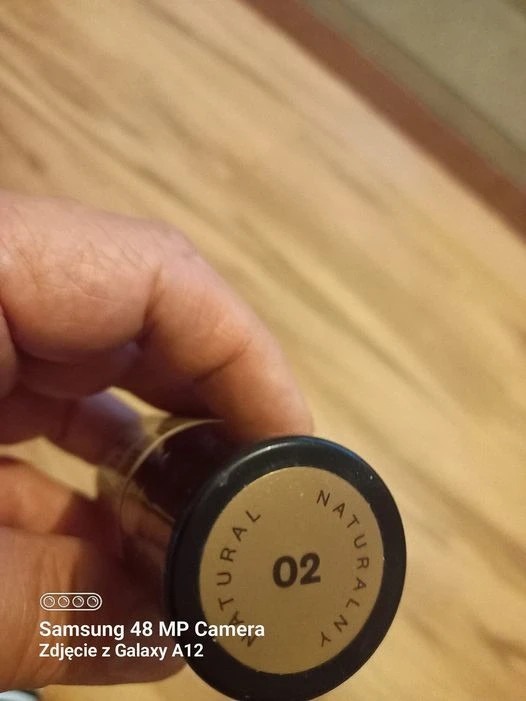 NATURAL
NATURALNY
02
Samsung 48 MP Camera
Zdjęcie z Galaxy A12